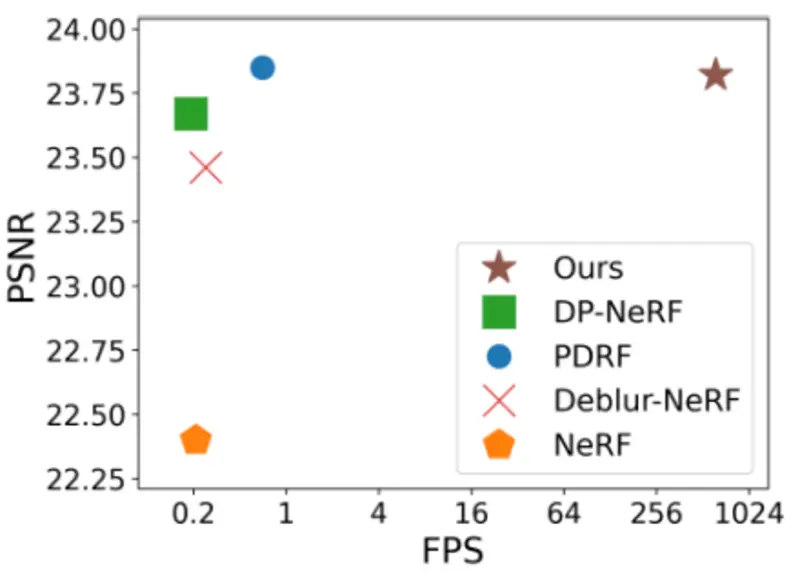 24.00
23.75
23.50
23.25
23.00
22.75
22.50
22.25
PSNR
Ours
DP-NeRF
PDRF
Deblur-NeRF
NeRF
0.2 1 4 16 64 256 1024
FPS